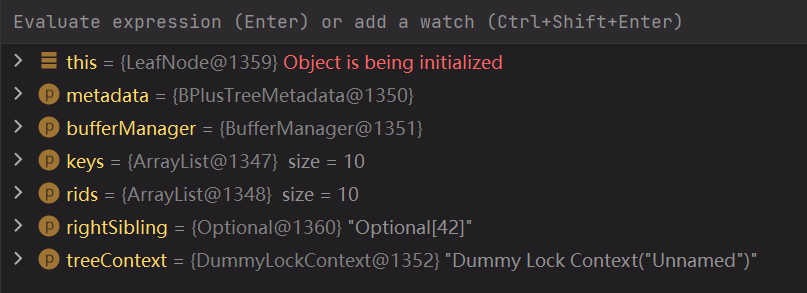 Evaluate expression (Enter) or add a watch (Ctrl+Shift+Enter)
this = {LeafNode@1359} Object is being initialized
p metadata = {BPlusTreeMetadata@1350}
p bufferManager = {BufferManager@1351}
p keys = {ArrayList@1347} size = 10
p rids = {ArrayList@1348} size = 10
p rightSibling = {Optional@1360} "Optional[42]"
p treeContext = {DummyLockContext@1352} "Dummy Lock Context("Unnamed")"